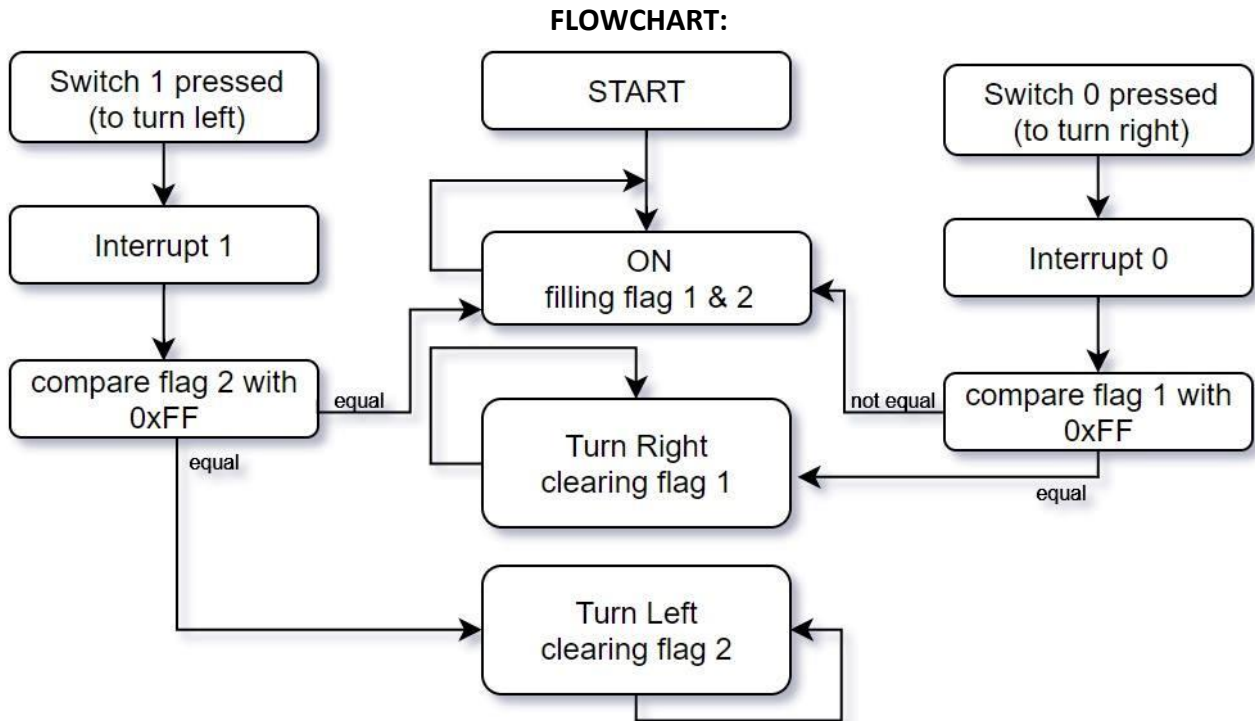 FLOWCHART:
Switch 1 pressed
(to turn left)
START
Switch 0 pressed
(to turn right)
Interrupt 1
ON
filling flag 1 & 2
Interrupt 0
compare flag 2 with
0xFF
equal
not equal
compare flag 1 with
0xFF
equal
Turn Right
clearing flag 1
equal
Turn Left
clearing flag 2